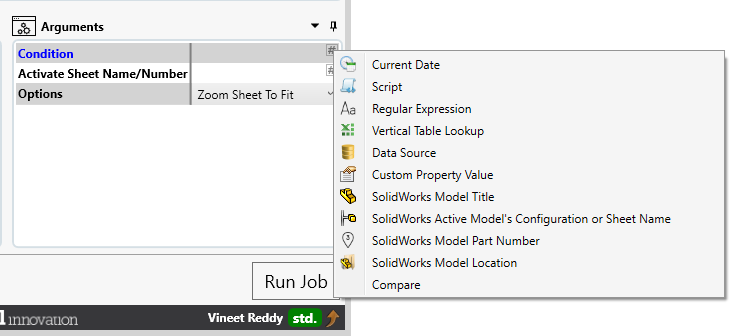 Arguments
Condition
Activate Sheet Name/Number
Options Zoom Sheet To Fit
Current Date
Script
Aa Regular Expression
Vertical Table Lookup
Data Source
Custom Property Value
SolidWorks Model Title
SolidWorks Active Model's Configuration or Sheet Name
3 SolidWorks Model Part Number
SolidWorks Model Location
Compare
Run Job
innovation Vineet Reddy std.